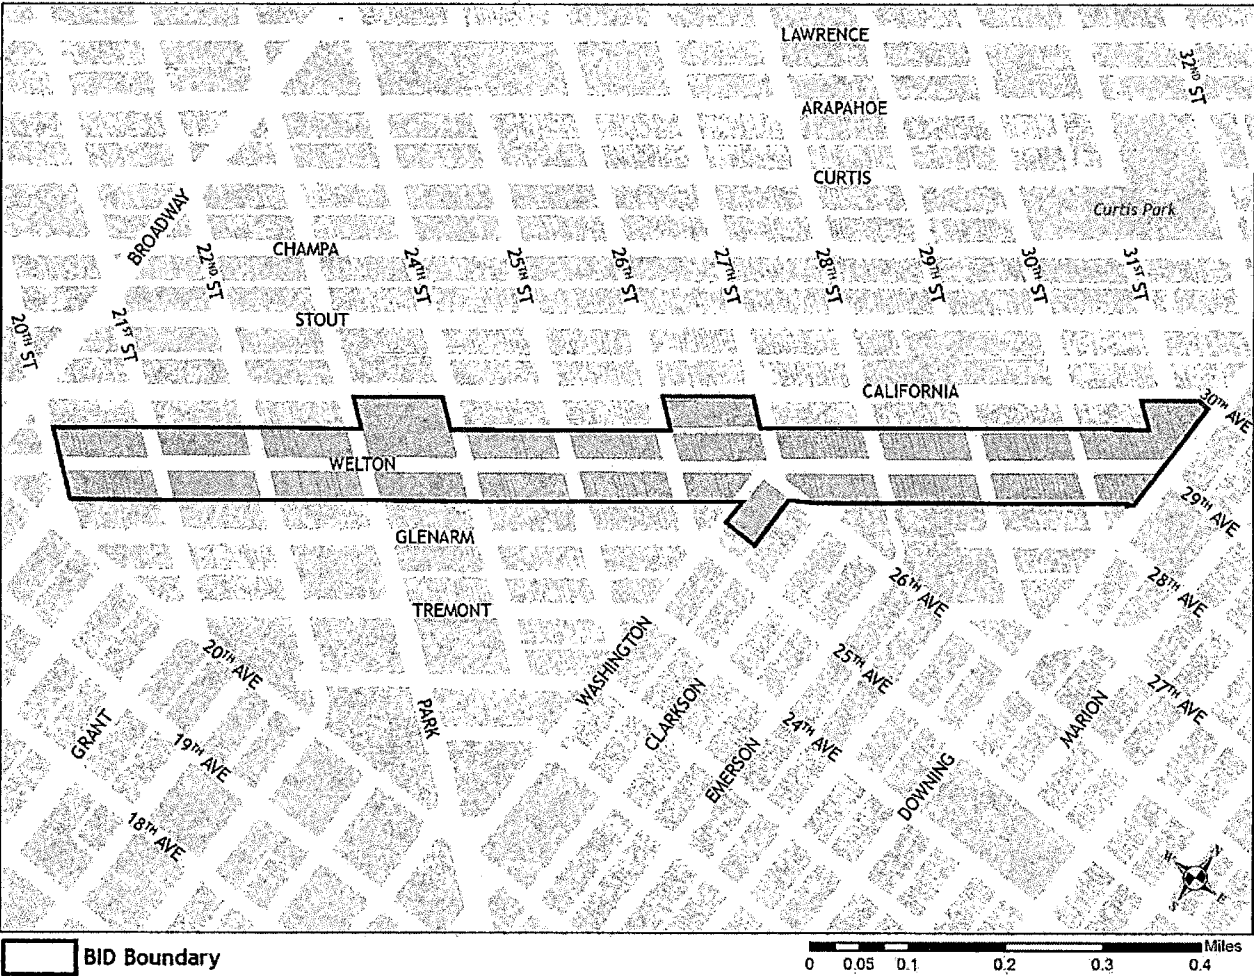 LAWRENCE
32ND ST
ARAPAHOE
CURTIS
Curtis Park
BROADWAY
CHAMPA
22ND ST
24TH ST
25TH ST
26TH ST
27TH ST
28TH ST
29TH ST
30TH ST
31ST ST
20TH ST
21ST ST
STOUT
CALIFORNIA
30TH AVE
WELTON
29TH AVE
GLENARM
26TH AVE
28TH AVE
TREMONT
20TH AVE
WASHINGTON
25TH AVE
27TH AVE
GRANT
PARK
CLARKSON
MARION
19TH AVE
24TH AVE
EMERSON
DOWNING
18TH AVE
W N
S E
BID Boundary
Miles
0 0.05 0.1 0.2 0.3 0.4